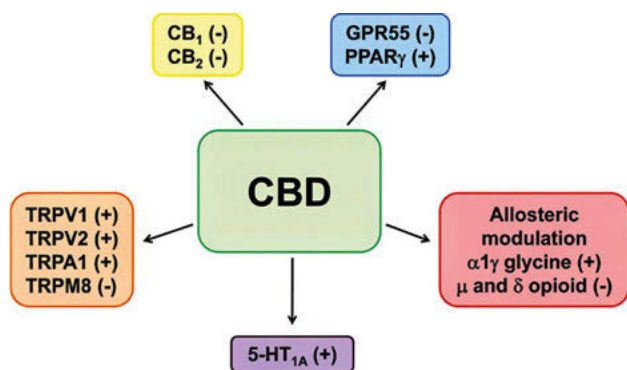 CB₁ (-)
CB₂ (-)
GPR55 (-)
PPARγ (+)
CBD
TRPV1 (+)
TRPV2 (+)
TRPA1 (+)
TRPM8 (-)
Allosteric
modulation
α1γ glycine (+)
μ and δ opioid (-)
5-HT₁A (+)